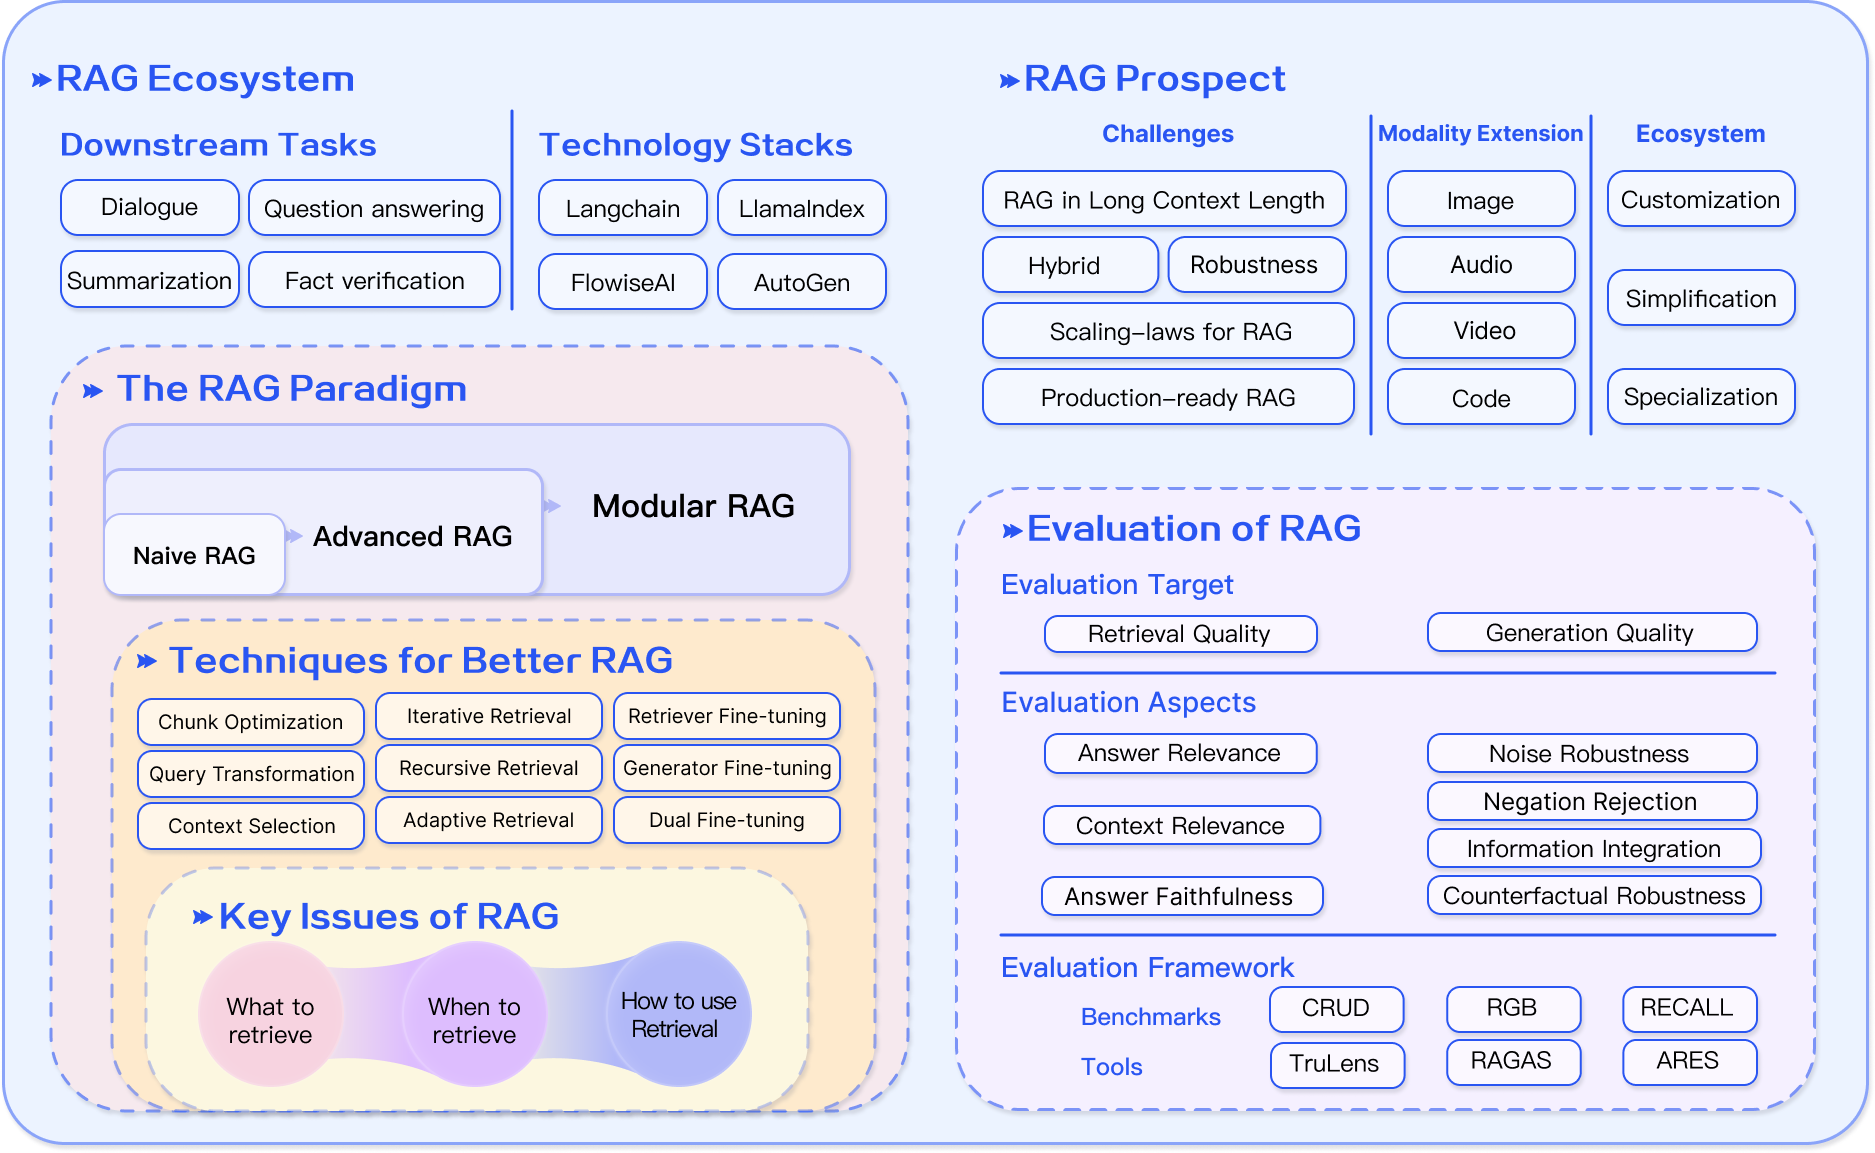 RAG Ecosystem
Downstream Tasks
Dialogue
Question answering
Summarization
Fact verification
Technology Stacks
Langchain
LlamaIndex
FlowiseAI
AutoGen
The RAG Paradigm
Naive RAG
Advanced RAG
Modular RAG
Techniques for Better RAG
Chunk Optimization
Iterative Retrieval
Retriever Fine-tuning
Query Transformation
Recursive Retrieval
Generator Fine-tuning
Context Selection
Adaptive Retrieval
Dual Fine-tuning
Key Issues of RAG
What to
retrieve
When to
retrieve
How to use
Retrieval
RAG Prospect
Challenges
RAG in Long Context Length
Hybrid
Robustness
Scaling-laws for RAG
Production-ready RAG
Modality Extension
Image
Audio
Video
Code
Ecosystem
Customization
Simplification
Specialization
Evaluation of RAG
Evaluation Target
Retrieval Quality
Generation Quality
Evaluation Aspects
Answer Relevance
Context Relevance
Answer Faithfulness
Noise Robustness
Negation Rejection
Information Integration
Counterfactual Robustness
Evaluation Framework
Benchmarks
CRUD
RGB
RECALL
Tools
TruLens
RAGAS
ARES